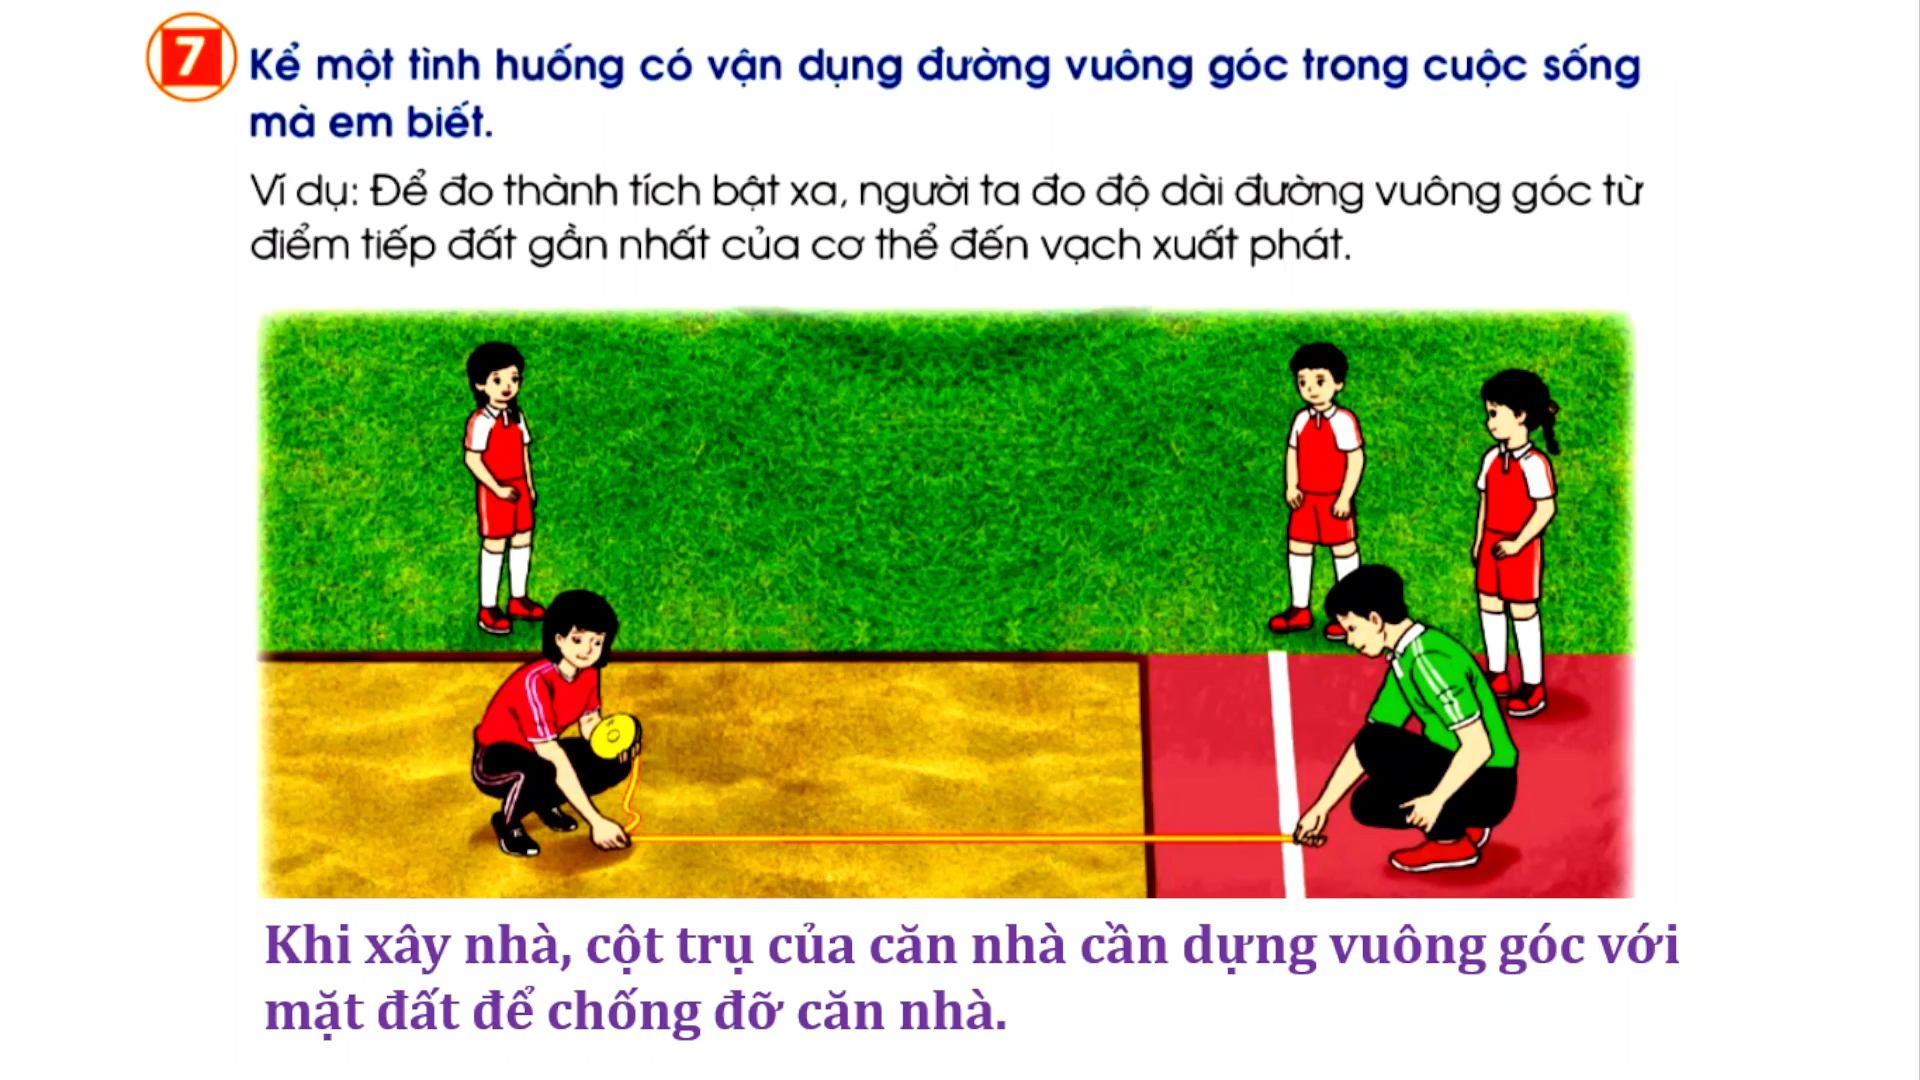 7 Kể một tình huống có vận dụng đường vuông góc trong cuộc sống
mà em biết.
Ví dụ: Để đo thành tích bật xa, người ta đo độ dài đường vuông góc từ
điểm tiếp đất gần nhất của cơ thể đến vạch xuất phát.
Khi xây nhà, cột trụ của căn nhà cần dựng vuông góc với
mặt đất để chống đỡ căn nhà.